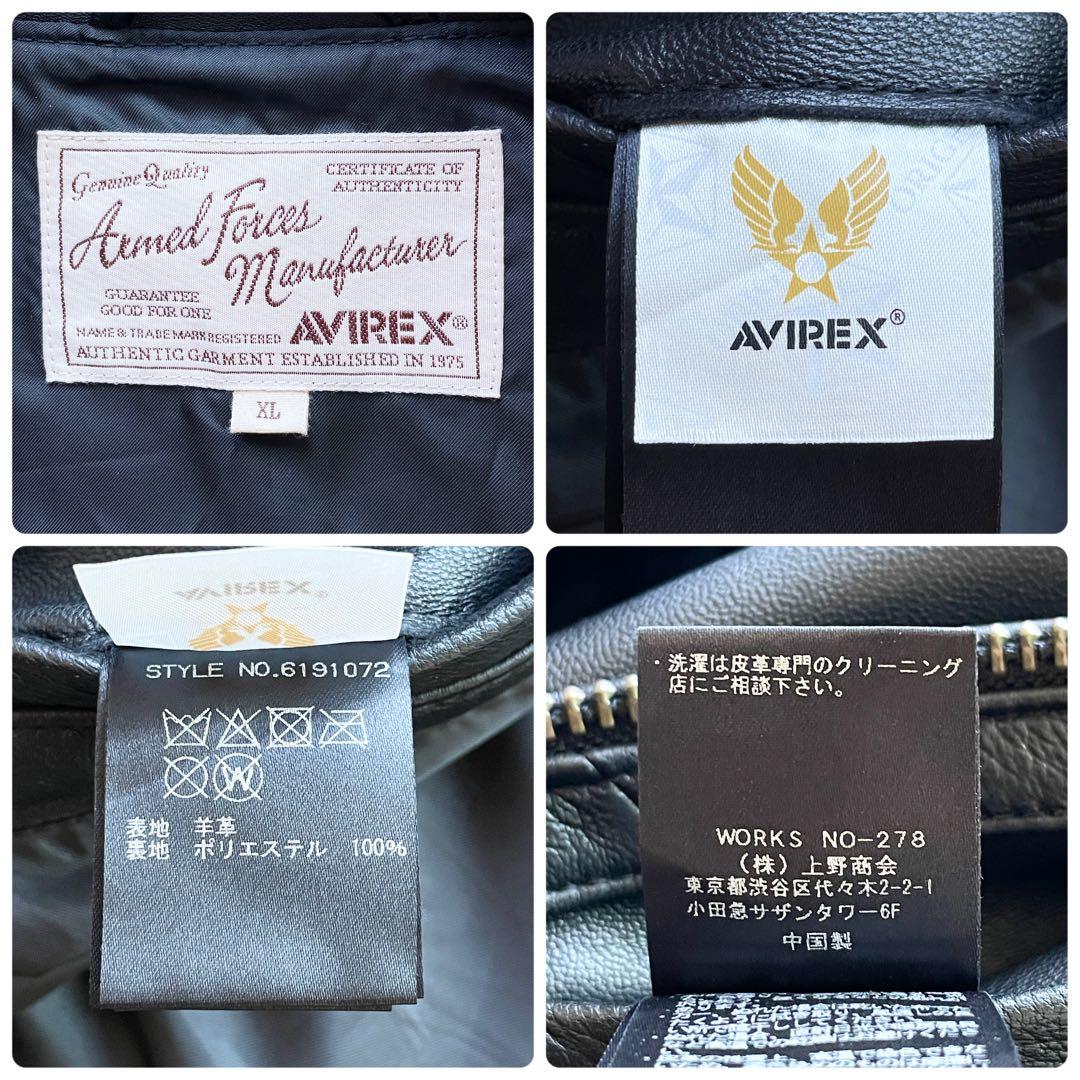 Genuine Quality
CERTIFICATE OF
AUTHENTICITY
Armed Forces
Manufacturer
GUARANTEE
GOOD FOR ONE
NAME & TRADE MARK REGISTERED
AVIREX®
AUTHENTIC GARMENT ESTABLISHED IN 1975
XL
AVIREX®
AVIREX®
STYLE NO.6191072
W
表地 羊革
裏地 ポリエステル 100%
・洗濯は皮革専門のクリーニング
店にご相談下さい。
WORKS NO-278
(株)上野商会
東京都渋谷区代々木2-2-1
小田急サザンタワー6F
中国製